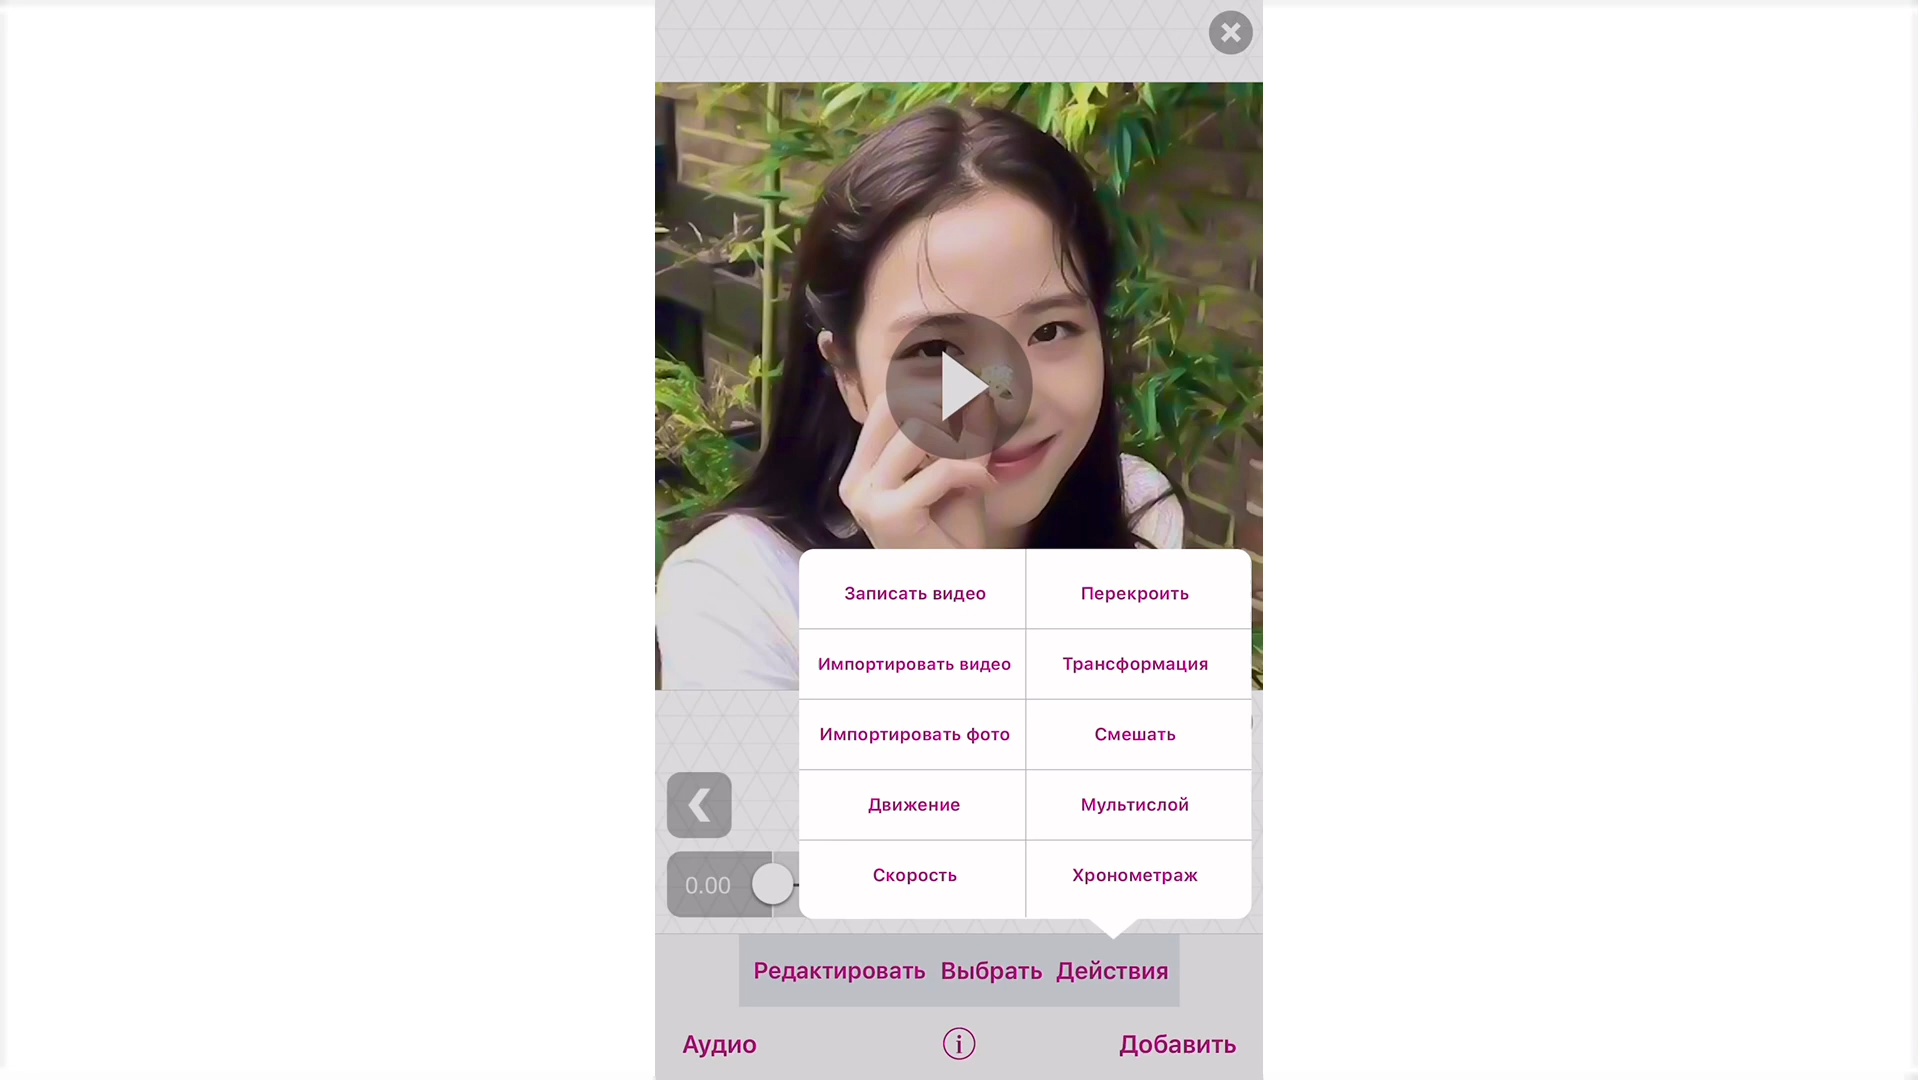 Записать видео
Перекроить
Импортировать видео
Трансформация
Импортировать фото
Смешать
Движение
Мультислой
Скорость
Хронометраж
0.00
Редактировать Выбрать Действия
Аудио
Добавить